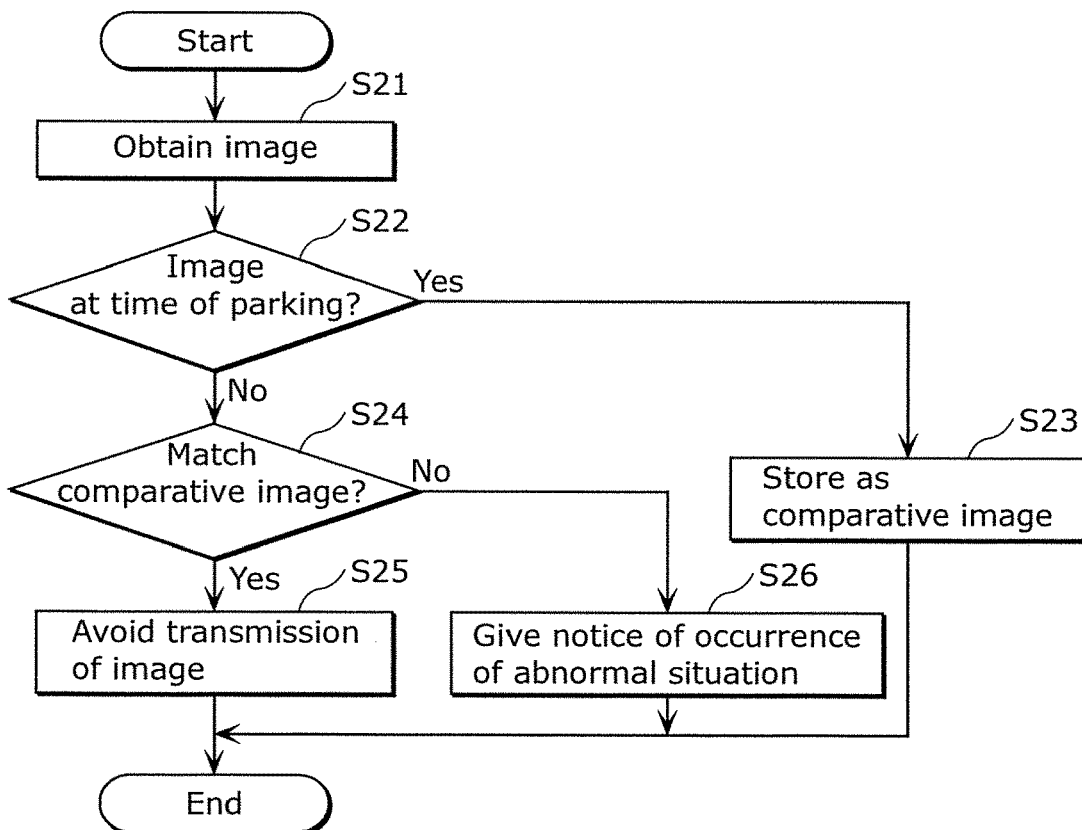 Start
S21
Obtain image
S22
Image
at time of parking?
Yes
No
S24
Match
comparative image?
No
S23
Store as
comparative image
Yes
S25
Avoid transmission
of image
S26
Give notice of occurrence
of abnormal situation
End